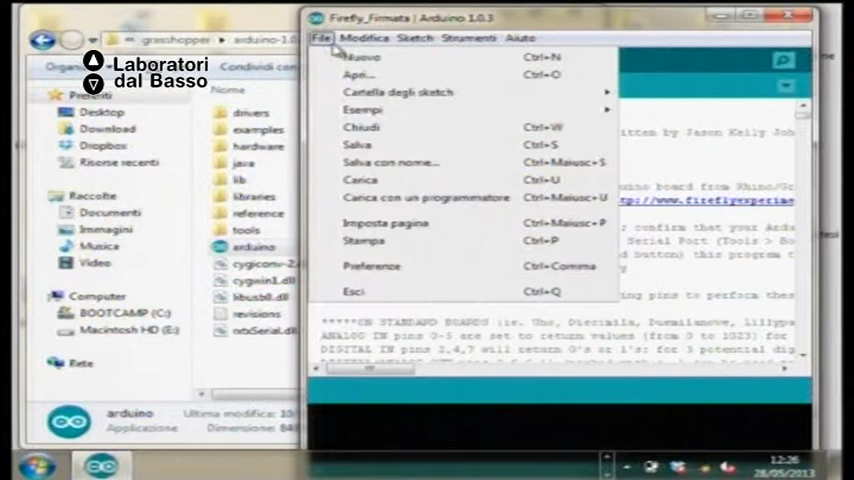 Firefly_Firmata | Arduino 1.0.3
grasshopper ▸ arduino-1.0
File Modifica Sketch Strumenti Aiuto
Laboratori
dal Basso
Condividi con
Nome
Preferiti
Desktop
Download
Dropbox
Risorse recenti
Raccolte
Documenti
Immagini
Musica
Video
Computer
BOOTCAMP (C:)
Macintosh HD (E:)
Rete
drivers
examples
hardware
java
lib
libraries
reference
tools
arduino
cygiconv-2.
cygwin1.dll
libusb0.dll
revisions
rxtxSerial.dll
Nuovo Ctrl+N
Apri... Ctrl+O
Cartella degli sketch
Esempi
Chiudi Ctrl+W
Salva Ctrl+S
Salva con nome... Ctrl+Maiusc+S
Carica Ctrl+U
Carica con un programmatore Ctrl+Maiusc+U
Imposta pagina Ctrl+Maiusc+P
Stampa Ctrl+P
Preferenze Ctrl+Comma
Esci Ctrl+Q
itten by Jason Kelly Joh
uino board from Rhino/Gr
tp://www.fireflyexperime
; confirm that your Ardu
Serial Port (Tools > Bo
d button) this program t
ing pins to perform thes
*****ON STANDARD BOARDS (ie. Uno, Diecimila, Duemilanove, Lillypa
ANALOG IN pins 0-5 are set to return values (from 0 to 1023) for
DIGITAL IN pins 2,4,7 will return 0's or 1's: for 3 potential dig
arduino Ultima modifica: 10/
Applicazione Dimensione: 84
12:26
28/05/2013